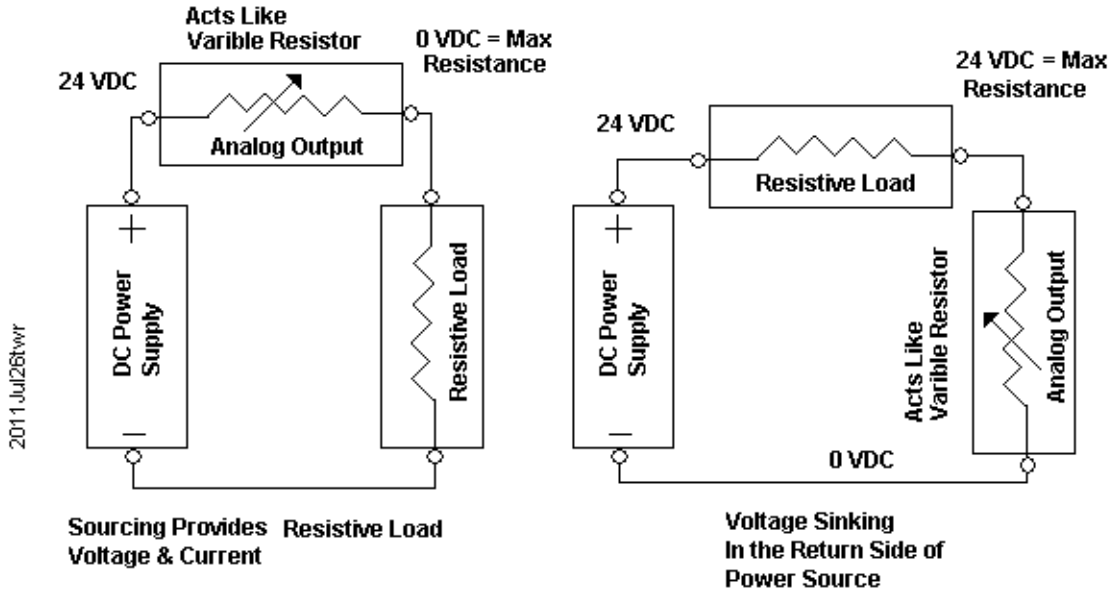 Acts Like
Varible Resistor
0 VDC = Max
Resistance
24 VDC
Analog Output
+
DC Power
Supply
−
Resistive Load
Sourcing Provides
Voltage & Current
Resistive Load
24 VDC = Max
Resistance
24 VDC
Resistive Load
+
DC Power
Supply
−
Acts Like
Varible Resistor
Analog Output
0 VDC
Voltage Sinking
In the Return Side of
Power Source
2011Jul26twr